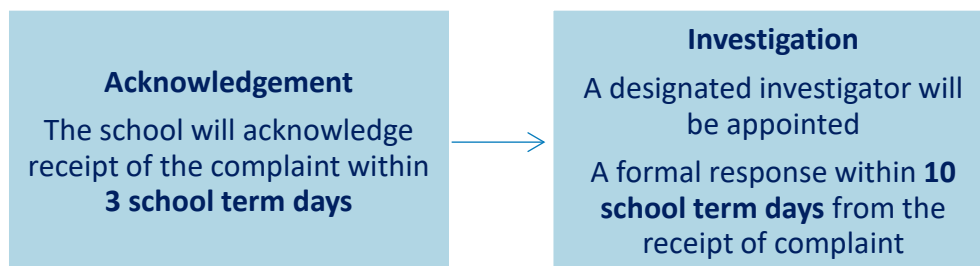 Acknowledgement
The school will acknowledge
receipt of the complaint within
3 school term days
Investigation
A designated investigator will
be appointed
A formal response within 10
school term days from the
receipt of complaint